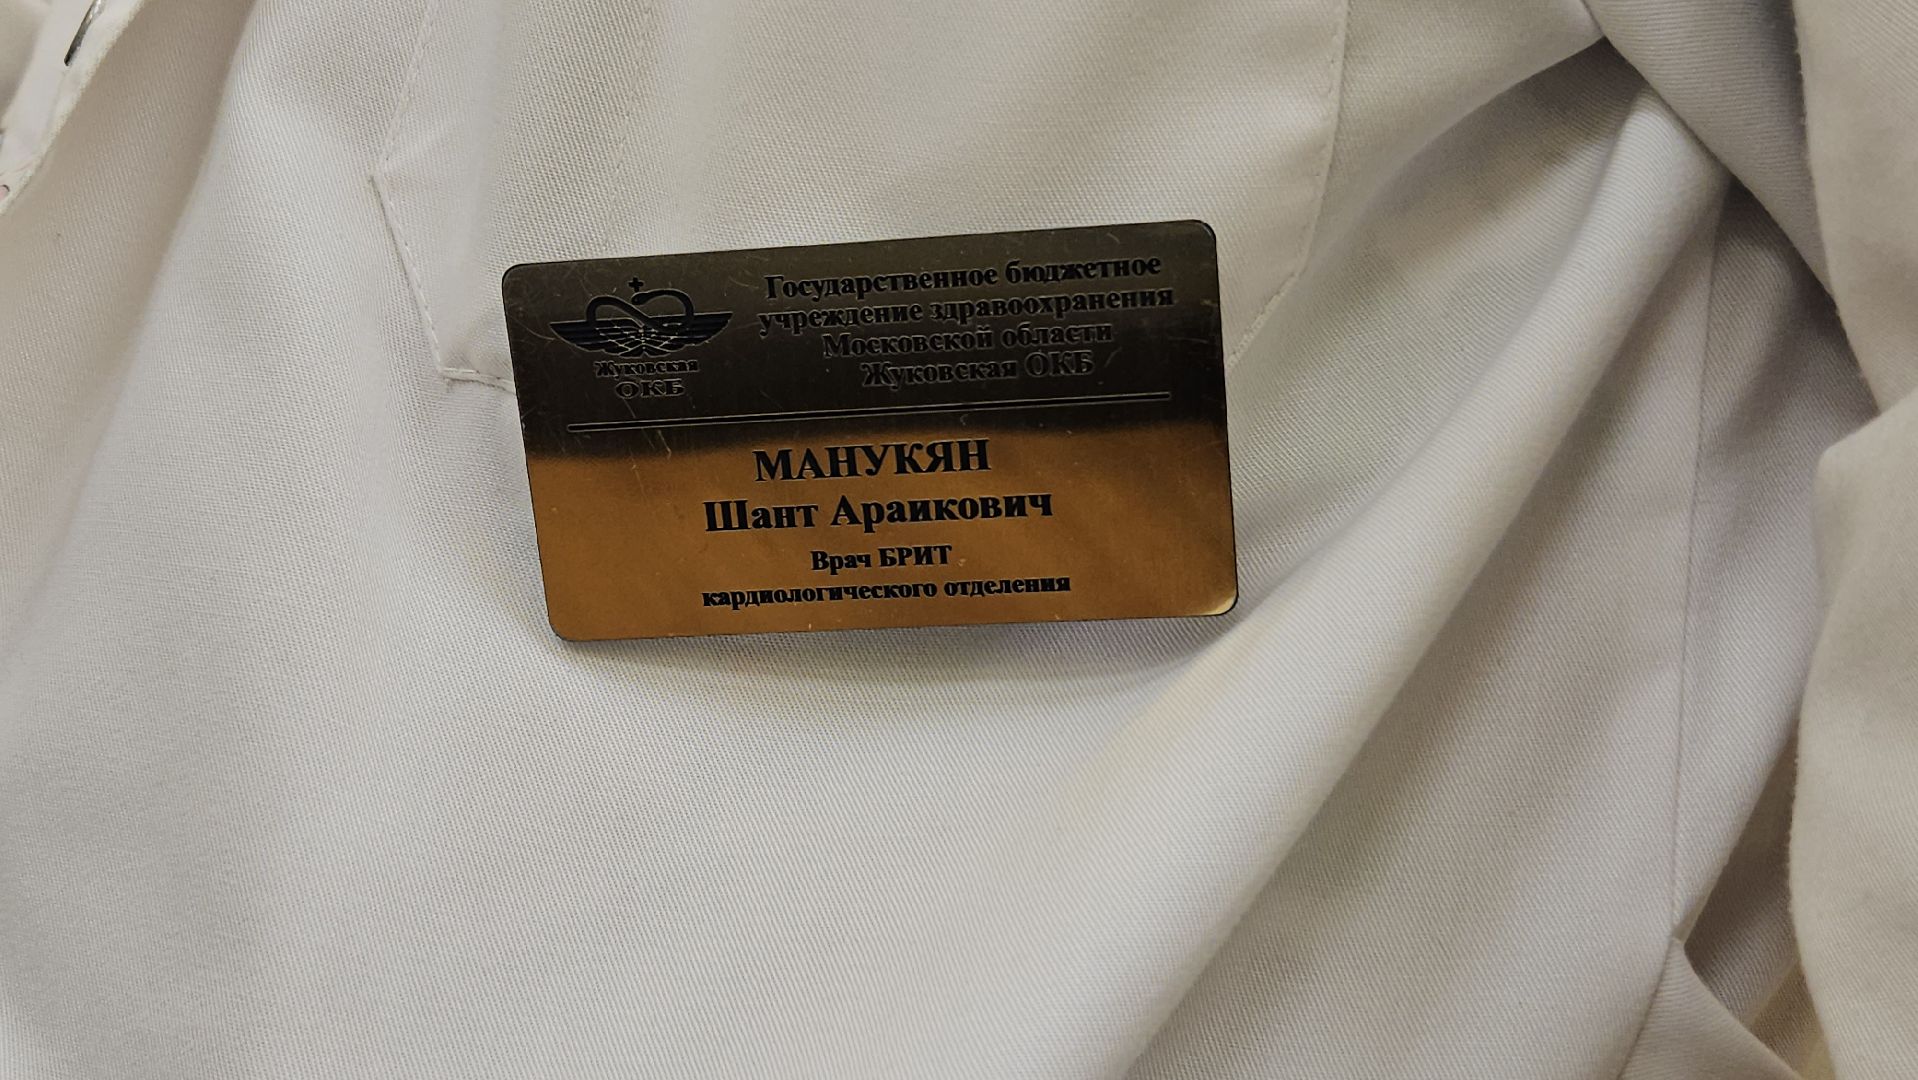 Жуковская
ОКБ
Государственное бюджетное
учреждение здравоохранения
Московской области
Жуковская ОКБ
МАНУКЯН
Шант Араикович
Врач БРИТ
кардиологического отделения